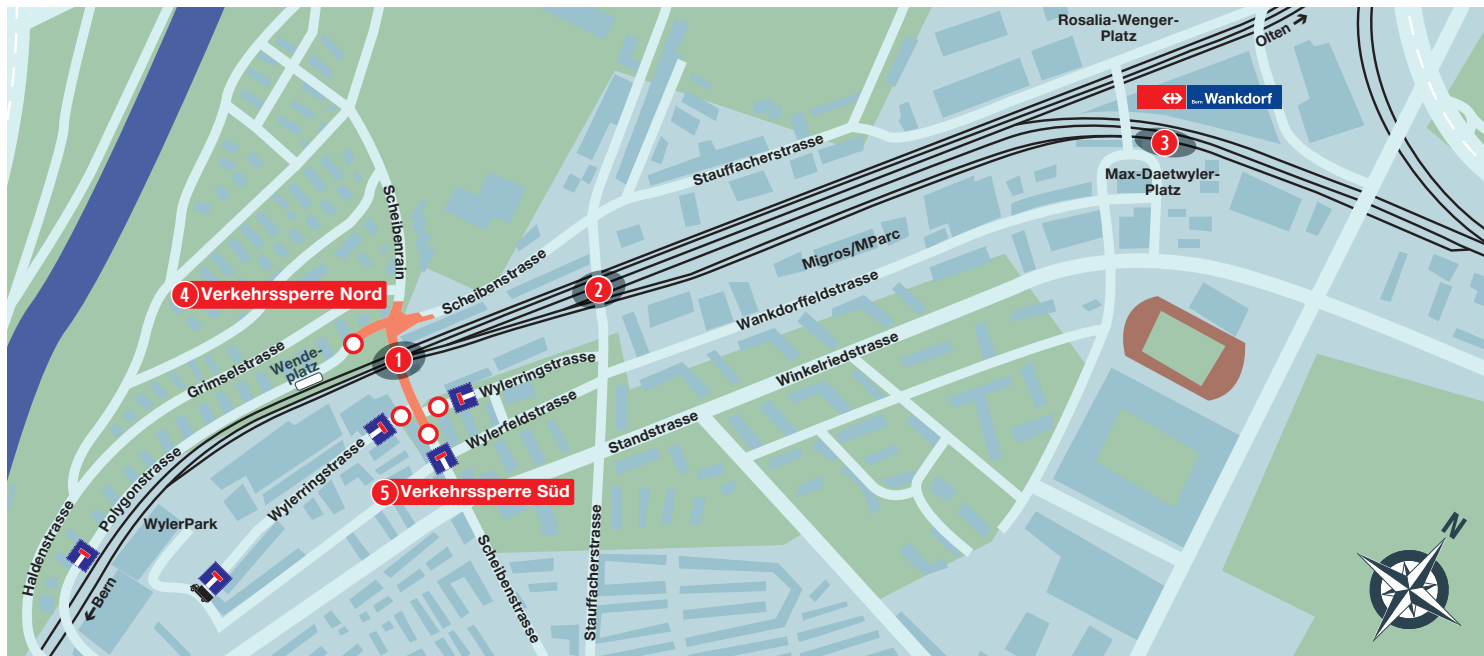 Rosalia-Wenger-
Platz
Olten
Bern Wankdorf
3
Max-Daetwyler-
Platz
Stauffacherstrasse
Scheibenrain
Migros/MParc
Scheibenstrasse
2
4 Verkehrssperre Nord
Wankdorffeldstrasse
1
Wende-
platz
Grimselstrasse
Winkelriedstrasse
Wylerringstrasse
Wylerfeldstrasse
Standstrasse
Polygonstrasse
Wylerringstrasse
5 Verkehrssperre Süd
Haldenstrasse
WylerPark
Bern
Scheibenstrasse
Stauffacherstrasse
N